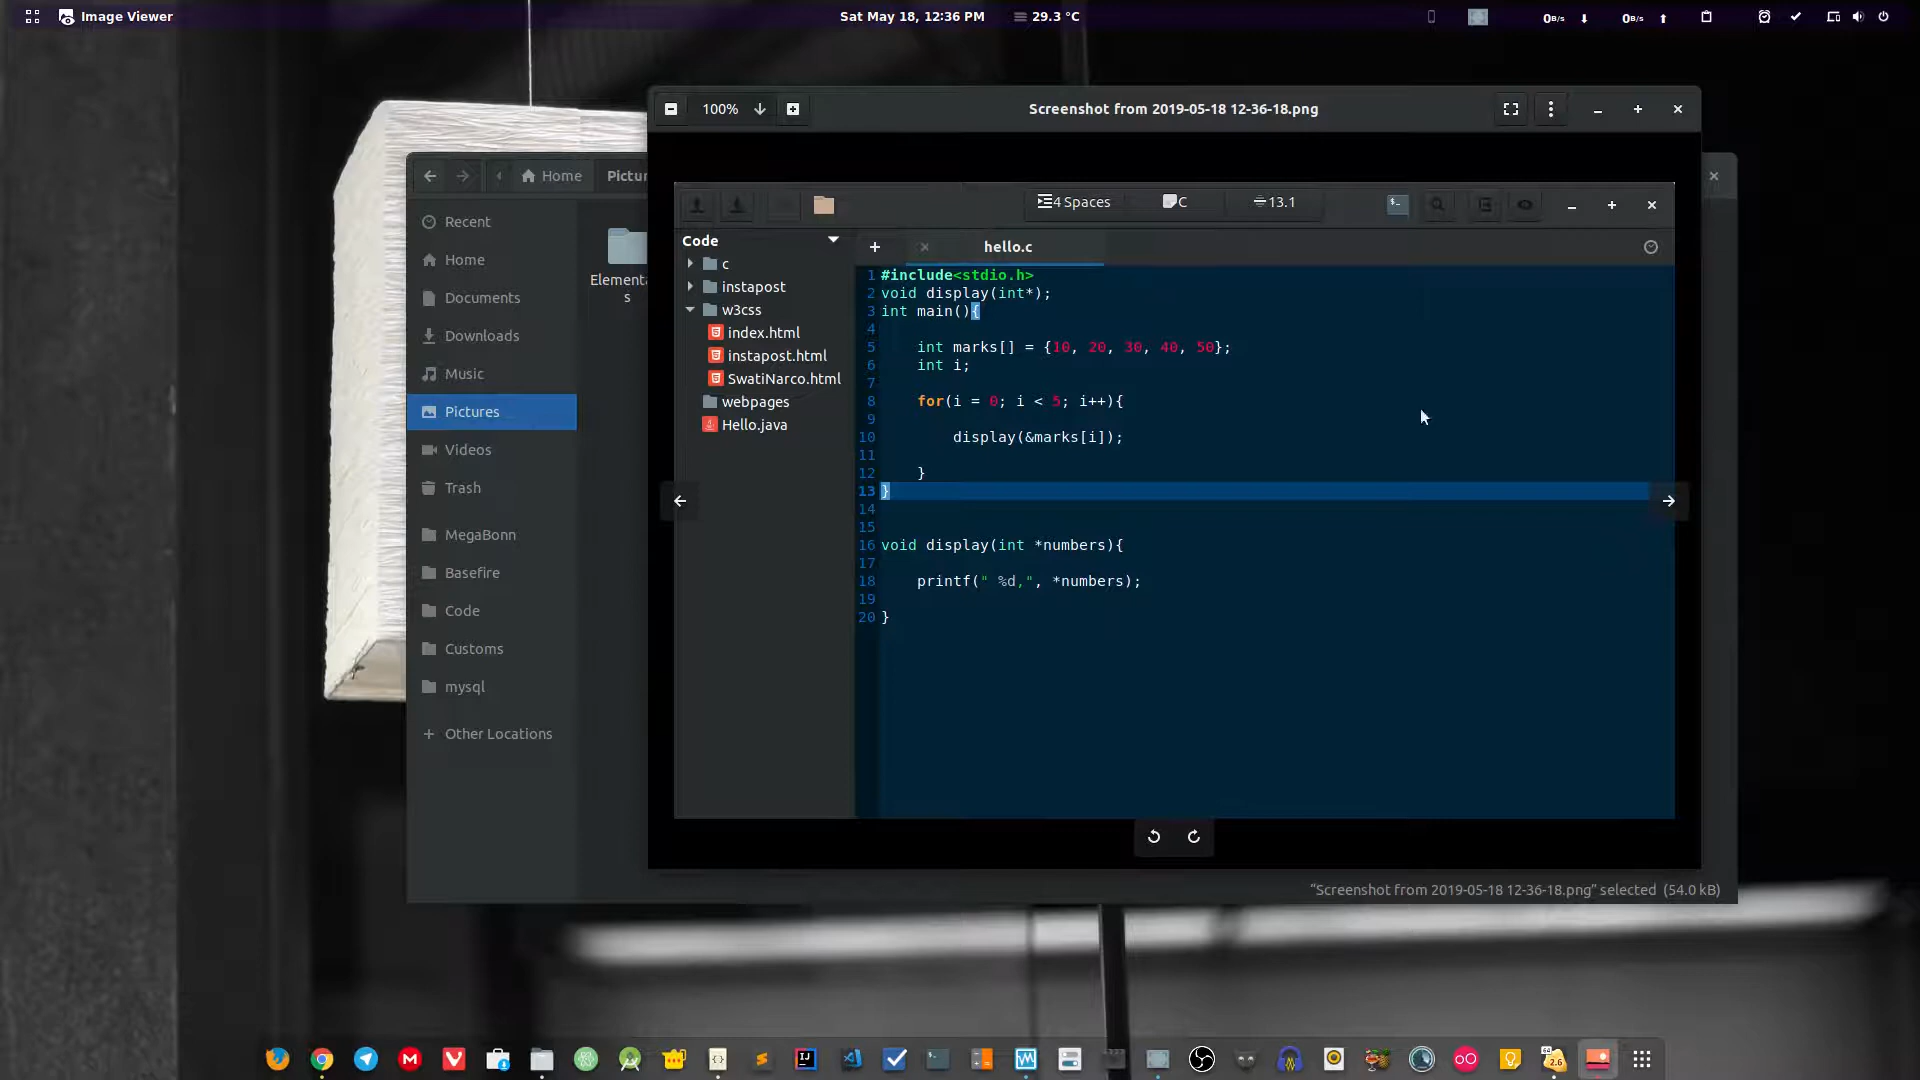 Image Viewer
Sat May 18, 12:36 PM
29.3 °C
0B/s
0B/s
100%
Screenshot from 2019-05-18 12-36-18.png
Home
Pictur
Recent
Home
Documents
Downloads
Music
Pictures
Videos
Trash
MegaBonn
Basefire
Code
Customs
mysql
Other Locations
Element
s
4 Spaces
C
13.1
Code
c
instapost
w3css
index.html
instapost.html
SwatiNarco.html
webpages
Hello.java
hello.c
1 #include<stdio.h>
2 void display(int*);
3 int main(){
4
5 int marks[] = {10, 20, 30, 40, 50};
6 int i;
7
8 for(i = 0; i < 5; i++){
9
10 display(&marks[i]);
11
12 }
13 }
14
15
16 void display(int *numbers){
17
18 printf(" %d,", *numbers);
19
20 }
"Screenshot from 2019-05-18 12-36-18.png" selected (54.0 kB)